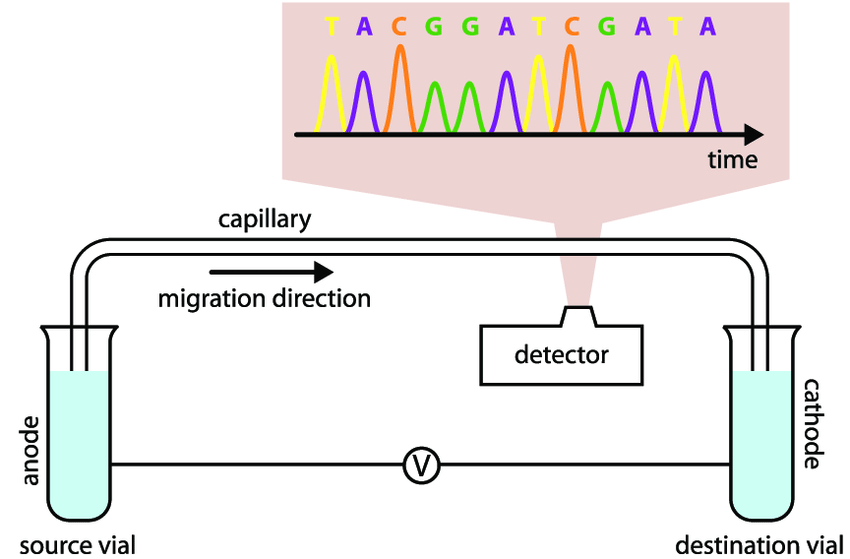 T A C G G A T C G A T A
time
capillary
migration direction
detector
anode
cathode
V
source vial
destination vial